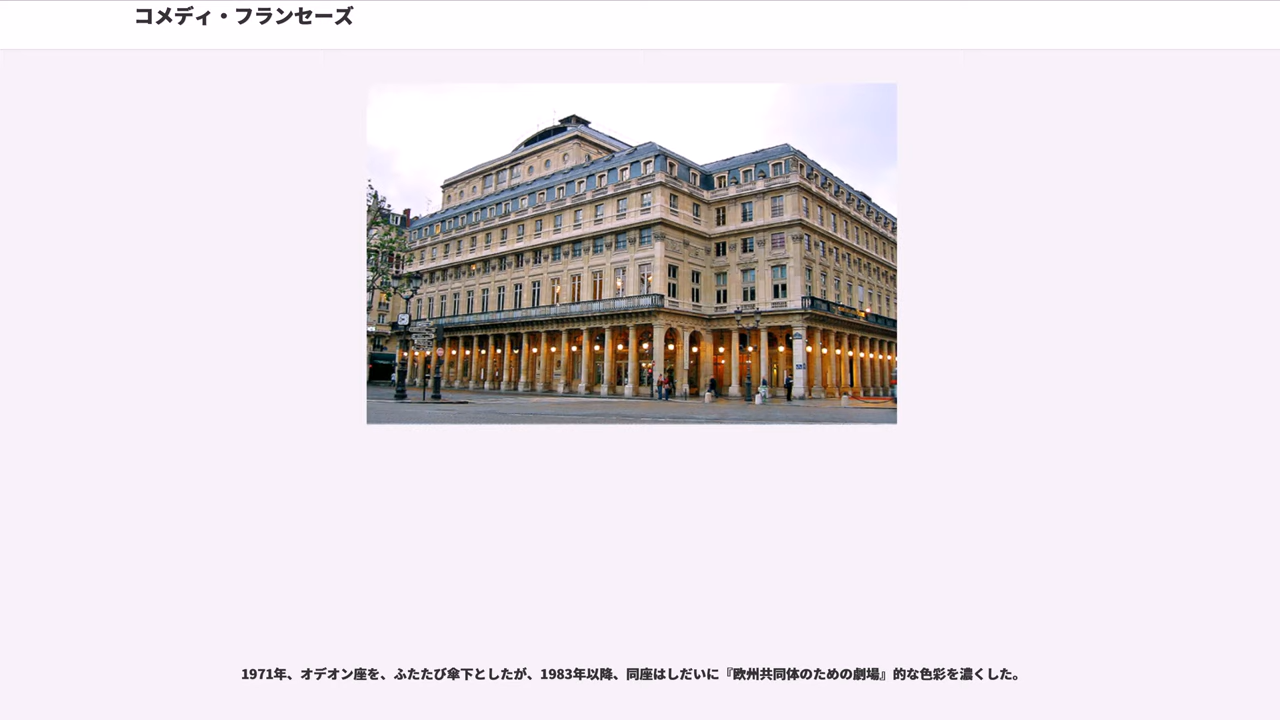 コメディ・フランセーズ
1971年、オデオン座を、ふたたび傘下としたが、1983年以降、同座はしだいに『欧州共同体のための劇場』的な色彩を濃くした。